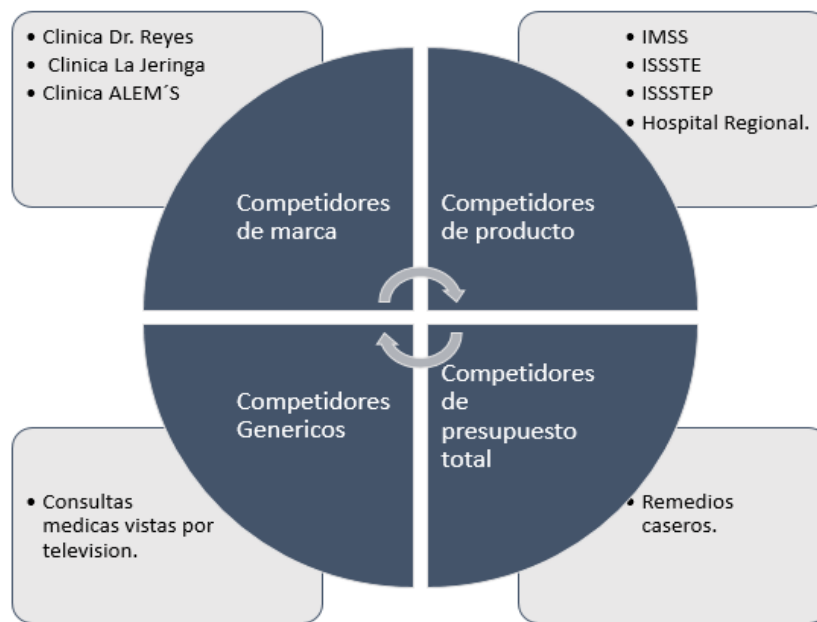 • Clinica Dr. Reyes
• Clinica La Jeringa
• Clinica ALEM´S
• IMSS
• ISSSTE
• ISSSTEP
• Hospital Regional.
Competidores
de marca
Competidores
de producto
Competidores
Genericos
Competidores
de
presupuesto
total
• Consultas
medicas vistas por
television.
• Remedios
caseros.